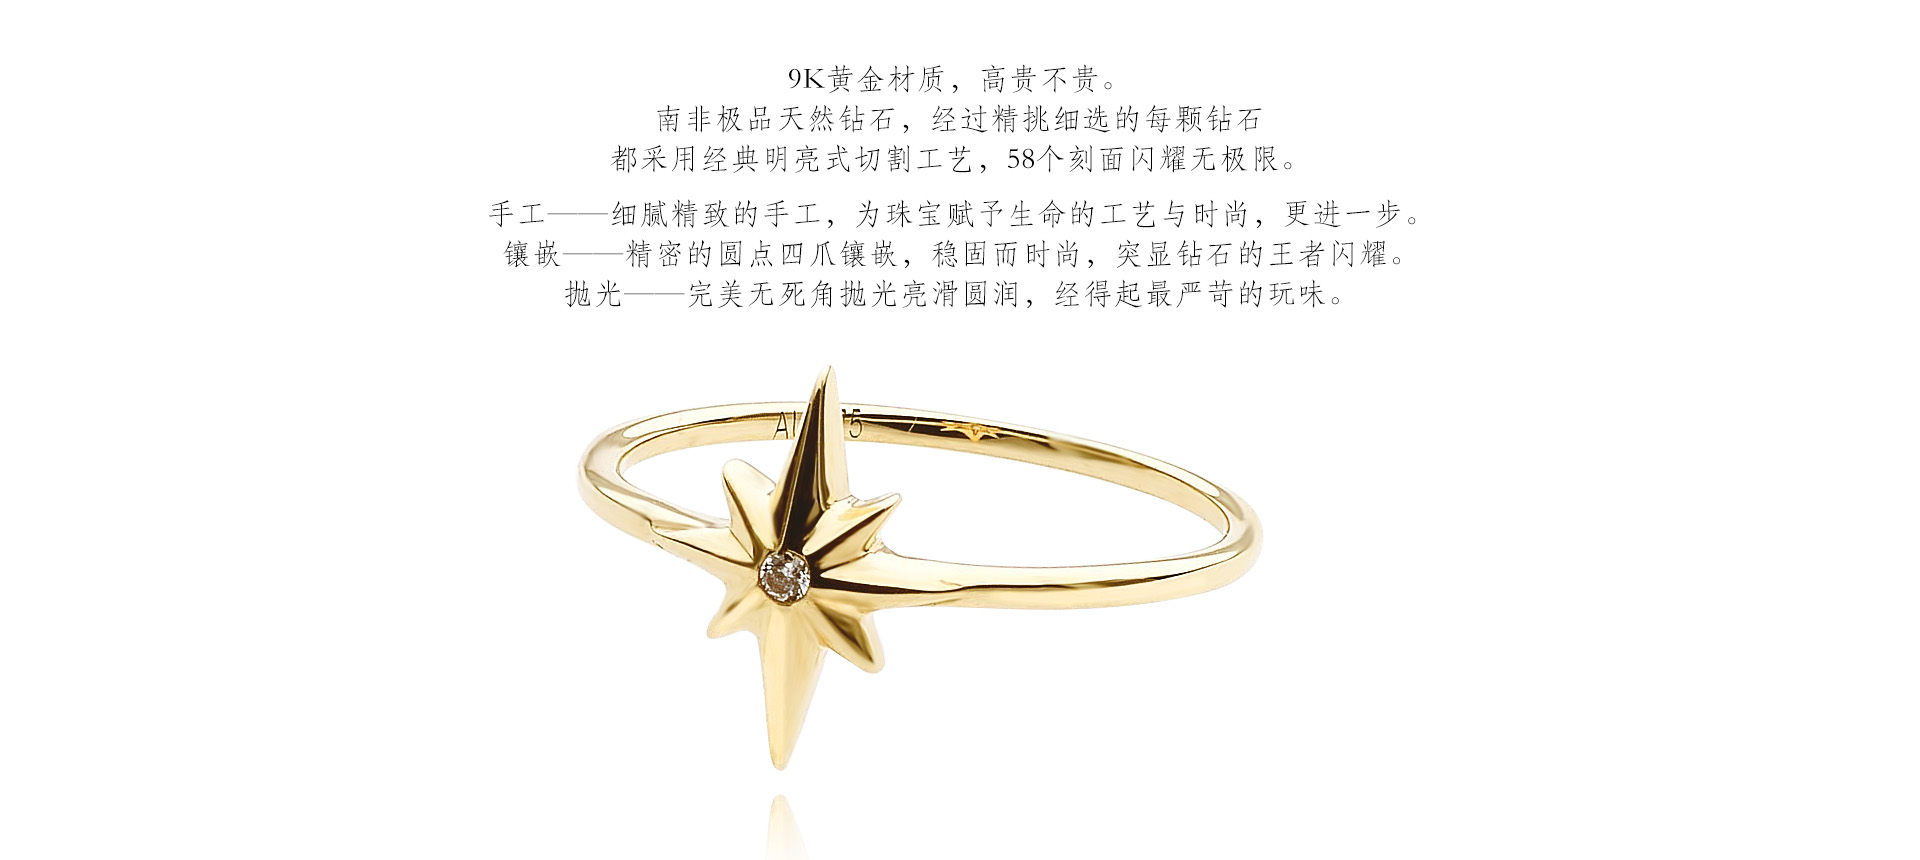 9K黄金材质，高贵不贵。
南非极品天然钻石，经过精挑细选的每颗钻石
都采用经典明亮式切割工艺，58个刻面闪耀无极限。
手工——细腻精致的手工，为珠宝赋予生命的工艺与时尚，更进一步。
镶嵌——精密的圆点四爪镶嵌，稳固而时尚，突显钻石的王者闪耀。
抛光——完美无死角抛光亮滑圆润，经得起最严苛的玩味。